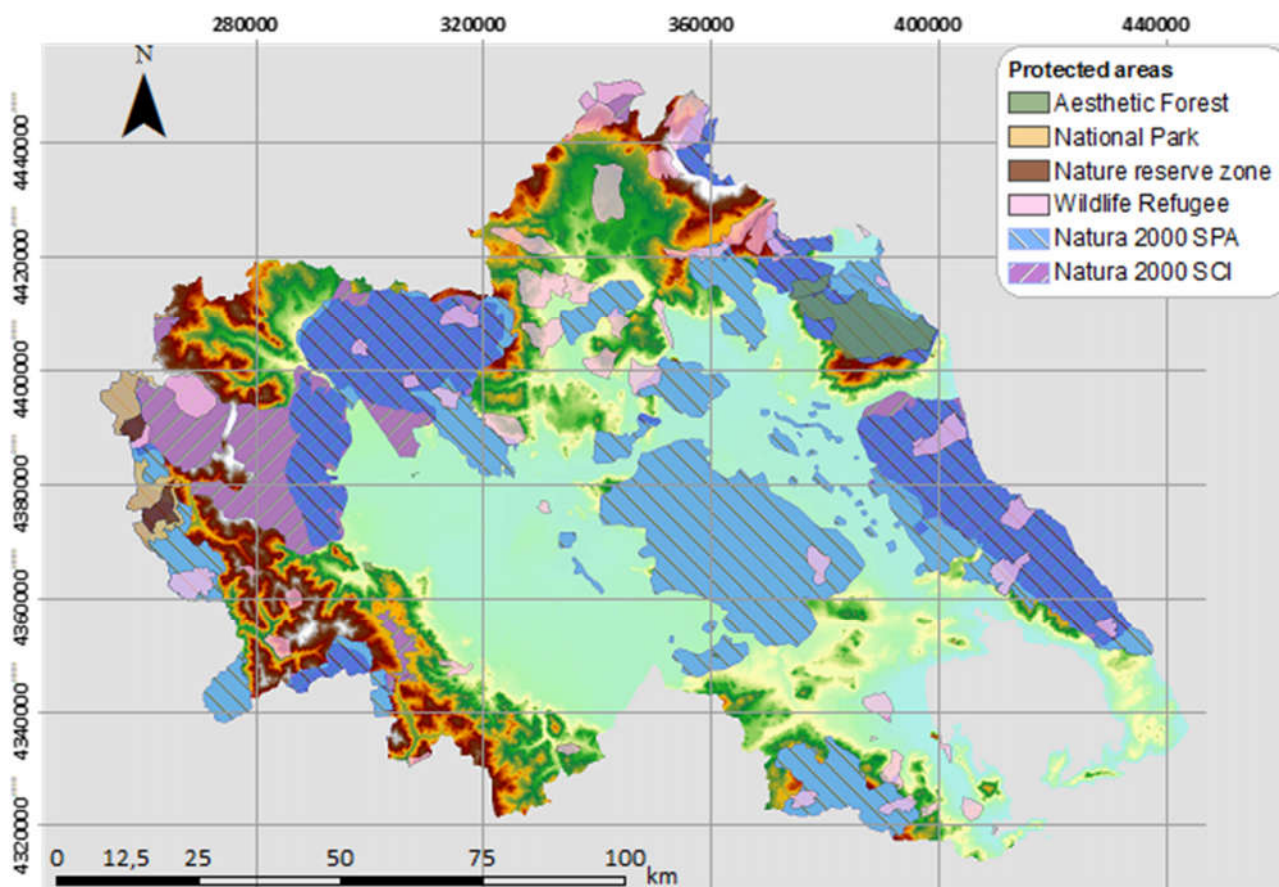 280000 320000 360000 400000 440000
N
Protected areas
Aesthetic Forest
National Park
Nature reserve zone
Wildlife Refugee
Natura 2000 SPA
Natura 2000 SCI
4440000
4420000
4400000
4380000
4360000
4340000
4320000
0 12,5 25 50 75 100
km